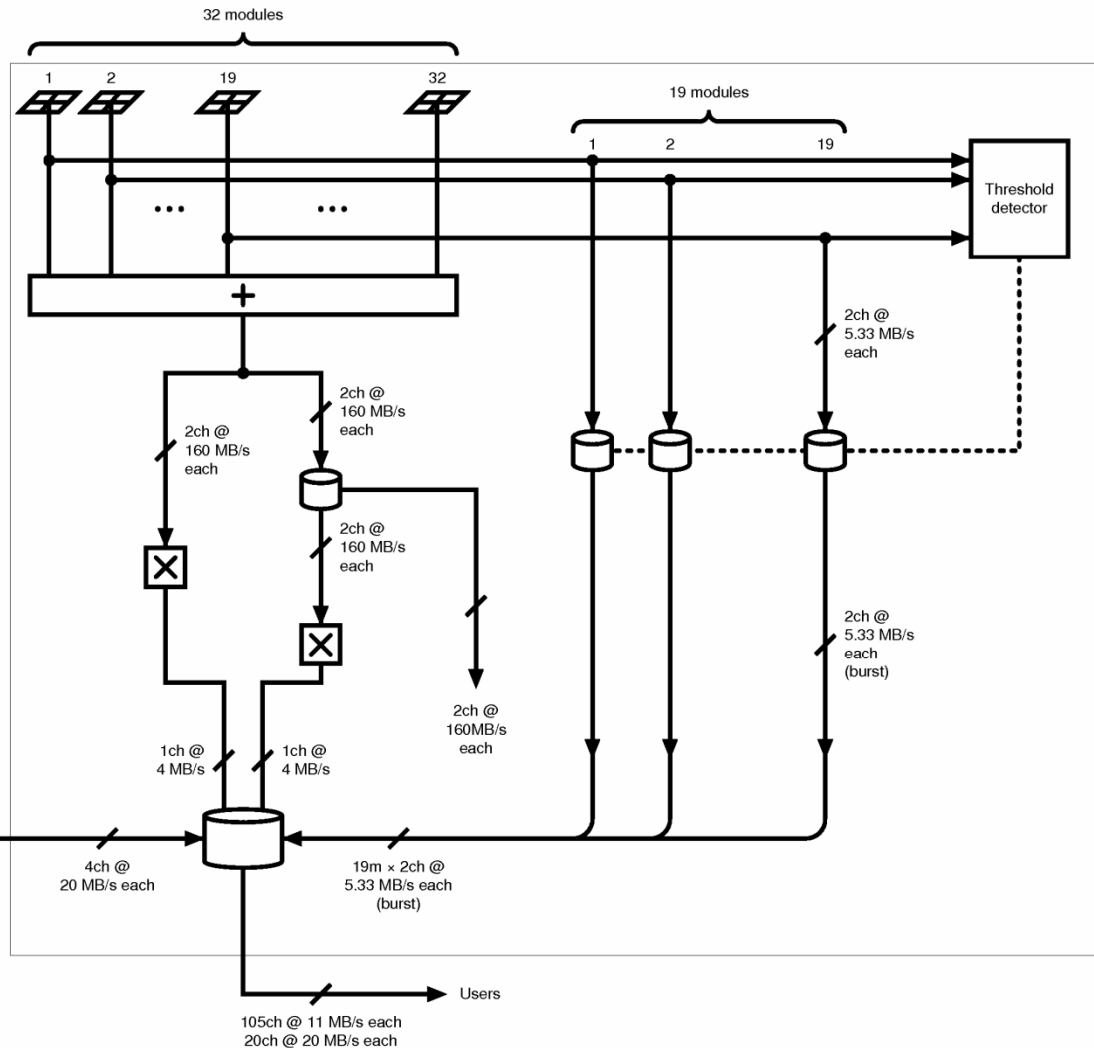 32 modules
1
2
19
32
19 modules
1
2
19
Threshold
detector
...
...
+
2ch @
5.33 MB/s
each
2ch @
160 MB/s
each
2ch @
160 MB/s
each
2ch @
160 MB/s
each
2ch @
5.33 MB/s
each
(burst)
2ch @
160MB/s
each
1ch @
4 MB/s
1ch @
4 MB/s
4ch @
20 MB/s each
19m × 2ch @
5.33 MB/s each
(burst)
Users
105ch @ 11 MB/s each
20ch @ 20 MB/s each